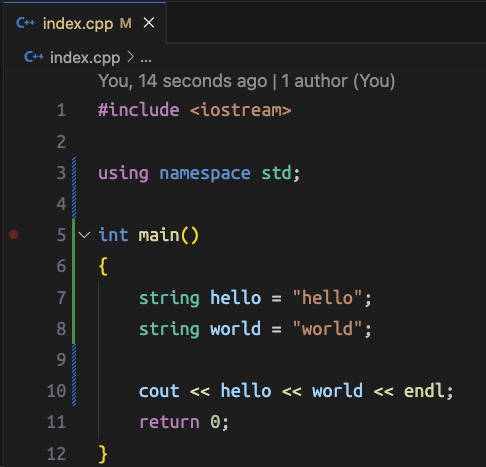 C++ index.cpp M
C++ index.cpp > ...
You, 14 seconds ago | 1 author (You)
1 #include <iostream>
2
3 using namespace std;
4
5 int main()
6 {
7     string hello = "hello";
8     string world = "world";
9
10     cout << hello << world << endl;
11     return 0;
12 }